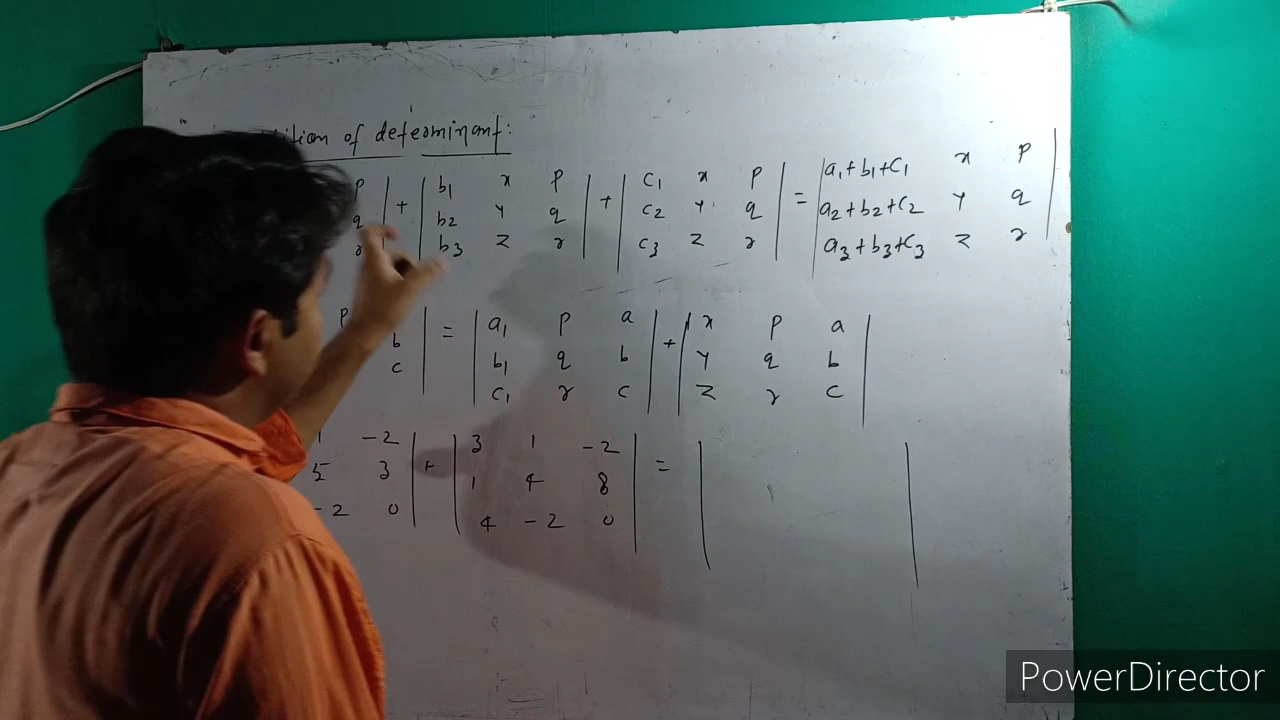 of determinant:
p | + | b1 x p | + | c1 x p | = | a1+b1+c1 x p |
q | b2 y q | c2 y q | a2+b2+c2 y q
r | b3 z r | c3 z r | a3+b3+c3 z r
p | = | a1 p a | + | x p a |
b | b1 q b | y q b
c | c1 r c | z r c
1 -2 | + | 3 1 -2 | = | |
5 3 | 1 4 8
-2 0 | 4 -2 0
PowerDirector